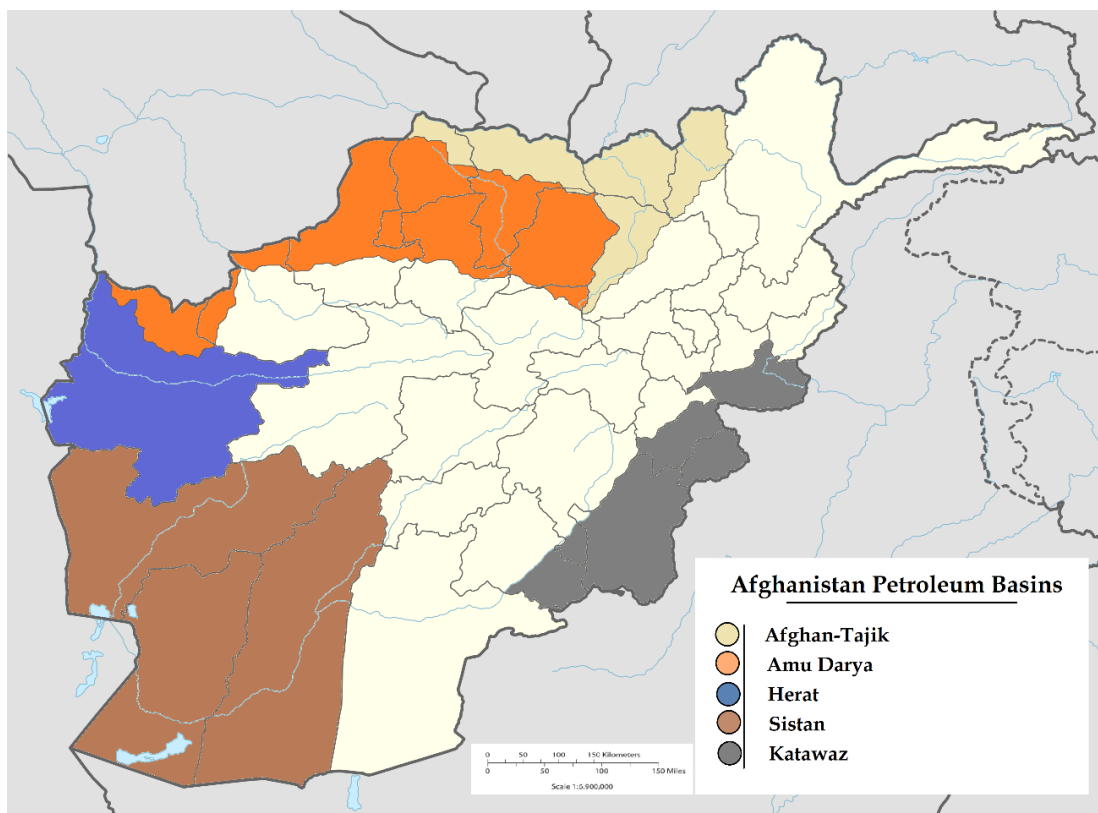 Afghanistan Petroleum Basins
Afghan-Tajik
Amu Darya
Herat
Sistan
Katawaz
0 50 100 150 Kilometers
0 50 100 150 Miles
Scale 1:6,900,000